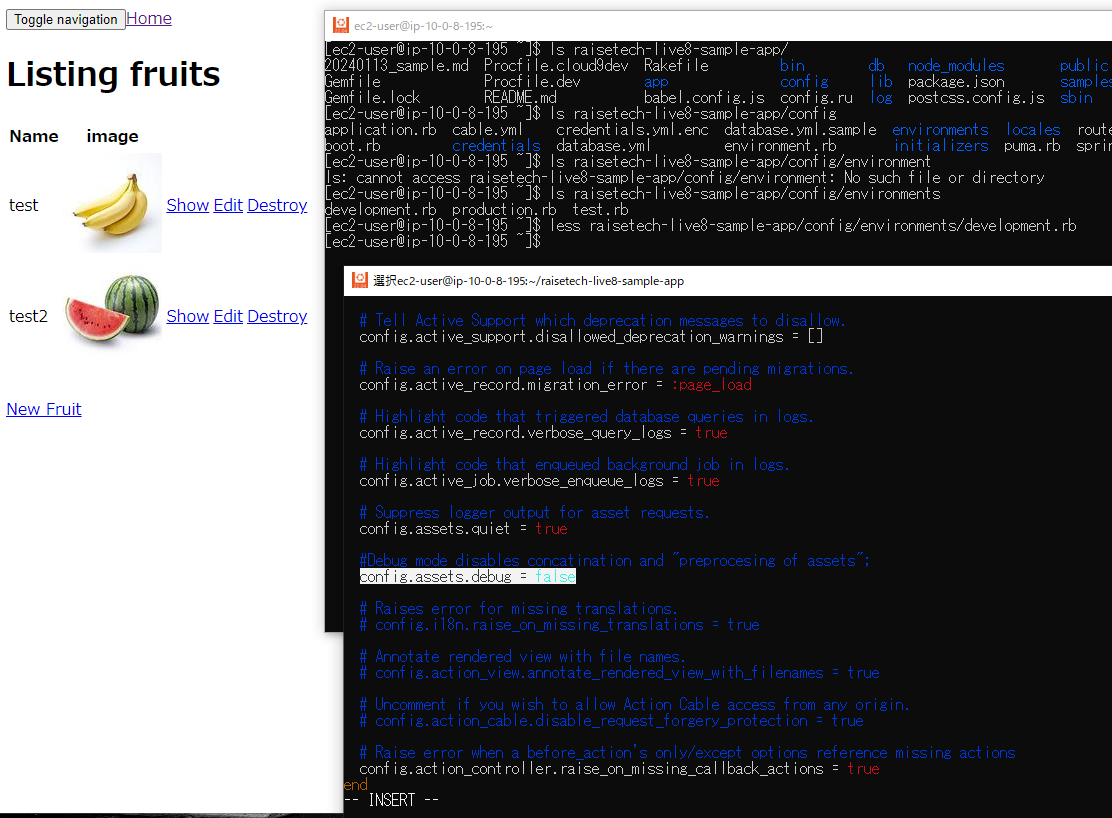 Toggle navigation Home
Listing fruits
Name image
test Show Edit Destroy
test2 Show Edit Destroy
New Fruit
ec2-user@ip-10-0-8-195:~
[ec2-user@ip-10-0-8-195 ~]$ ls raisetech-live8-sample-app/
20240113_sample.md Procfile.cloud9dev Rakefile bin db node_modules public
Gemfile Procfile.dev app config lib package.json samples
Gemfile.lock README.md babel.config.js config.ru log postcss.config.js sbin
[ec2-user@ip-10-0-8-195 ~]$ ls raisetech-live8-sample-app/config
application.rb cable.yml credentials.yml.enc database.yml.sample environments locales route
boot.rb credentials database.yml environment.rb initializers puma.rb sprin
[ec2-user@ip-10-0-8-195 ~]$ ls raisetech-live8-sample-app/config/environment
ls: cannot access raisetech-live8-sample-app/config/environment: No such file or directory
[ec2-user@ip-10-0-8-195 ~]$ ls raisetech-live8-sample-app/config/environments
development.rb production.rb test.rb
[ec2-user@ip-10-0-8-195 ~]$ less raisetech-live8-sample-app/config/environments/development.rb
[ec2-user@ip-10-0-8-195 ~]$
選択ec2-user@ip-10-0-8-195:~/raisetech-live8-sample-app
# Tell Active Support which deprecation messages to disallow.
config.active_support.disallowed_deprecation_warnings = []
# Raise an error on page load if there are pending migrations.
config.active_record.migration_error = :page_load
# Highlight code that triggered database queries in logs.
config.active_record.verbose_query_logs = true
# Highlight code that enqueued background job in logs.
config.active_job.verbose_enqueue_logs = true
# Suppress logger output for asset requests.
config.assets.quiet = true
#Debug mode disables concatination and "preprocesing of assets";
config.assets.debug = false
# Raises error for missing translations.
# config.i18n.raise_on_missing_translations = true
# Annotate rendered view with file names.
# config.action_view.annotate_rendered_view_with_filenames = true
# Uncomment if you wish to allow Action Cable access from any origin.
# config.action_cable.disable_request_forgery_protection = true
# Raise error when a before_action's only/except options reference missing actions
config.action_controller.raise_on_missing_callback_actions = true
end
-- INSERT --